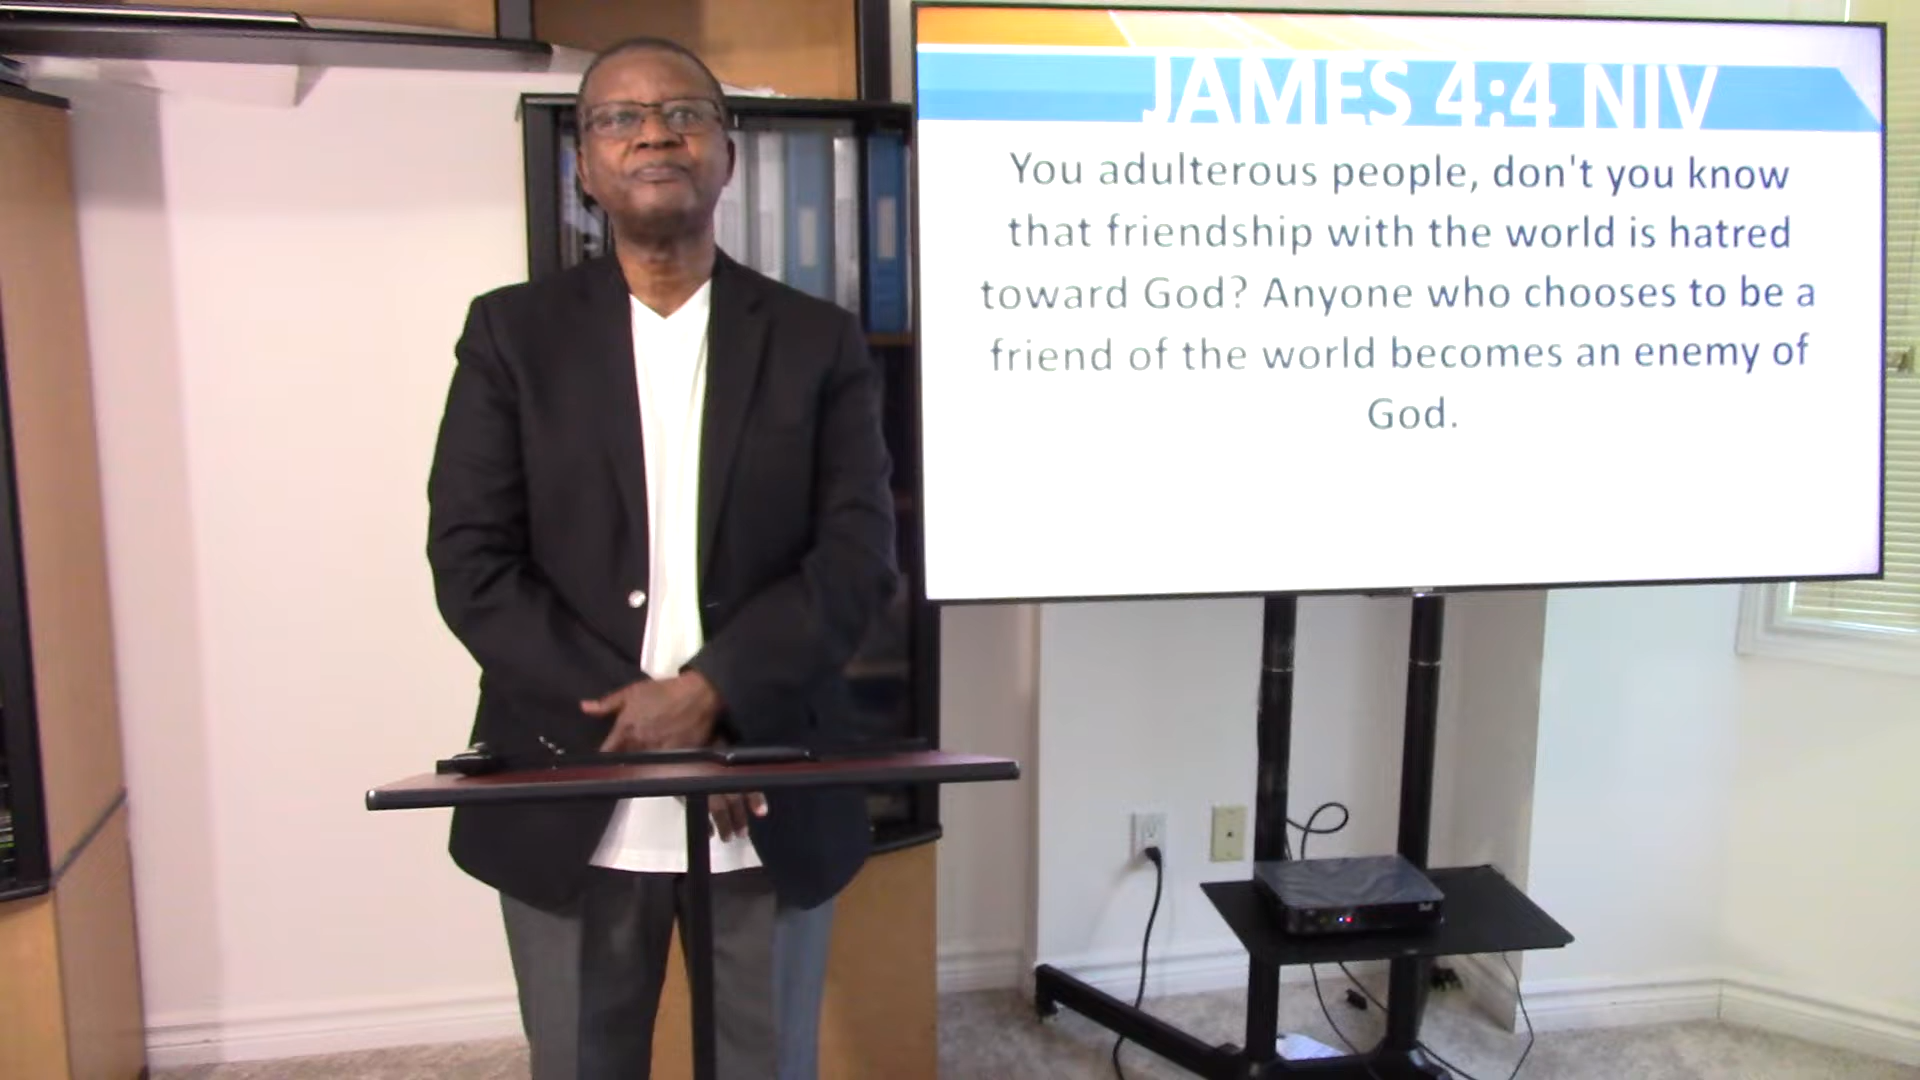 JAMES 4:4 NIV
You adulterous people, don't you know
that friendship with the world is hatred
toward God? Anyone who chooses to be a
friend of the world becomes an enemy of
God.